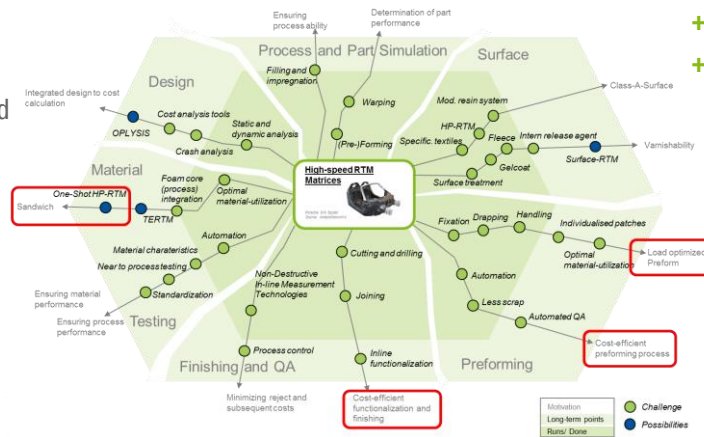 Ensuring
process ability
Determination of part
performance
+
+
Process and Part Simulation
Surface
Filling and
impregnation
Warping
(Pre-)Forming
Design
Integrated design to cost
calculation
OPLYSIS
Cost analysis tools
Crash analysis
Static and
dynamic analysis
Mod. resin system
HP-RTM
Specific. textiles
Class-A-Surface
Fleece
Intern release agent
Gelcoat
Surface treatment
Surface-RTM
Varnishability
High-speed RTM
Matrices
Material
One-Shot HP-RTM
Sandwich
TERTM
Foam core
(process)
integration
Optimal
material-utilization
Automation
Material charateristics
Near to process testing
Standardization
Ensuring material
performance
Ensuring process
performance
Testing
Non-Destructive
In-line Measurement
Technologies
Process control
Finishing and QA
Minimizing reject and
subsequent costs
Cutting and drilling
Joining
Inline
functionalization
Cost-efficient
functionalization and
finishing
Fixation
Drapping
Handling
Individualised patches
Optimal
material-utilization
Load optimized
Preform
Automation
Less scrap
Automated QA
Cost-efficient
preforming process
Preforming
Motivation
Long-term points
Runs/ Done
Challenge
Possibilities